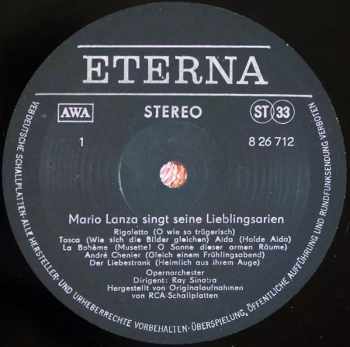 ETERNA
AWA
STEREO
ST 33
1
8 26 712
Mario Lanza singt seine Lieblingsarien
Rigoletto (O wie so trügerisch)
Tosca (Wie sich die Bilder gleichen) Aida (Holde Aida)
La Bohème (Musette! O Sonne dieser armen Räume)
André Chenier (Gleich einem Frühlingsabend)
Der Liebestrank (Heimlich aus ihrem Auge)
Opernorchester
Dirigent: Ray Sinatra
Hergestellt von Originalaufnahmen
von RCA-Schallplatten
VEB DEUTSCHE SCHALLPLATTEN · ALLE HERSTELLER- UND URHEBERRECHTE VORBEHALTEN · ÜBERSPIELUNG, ÖFFENTLICHE AUFFÜHRUNG UND RUNDFUNKSENDUNG VERBOTEN